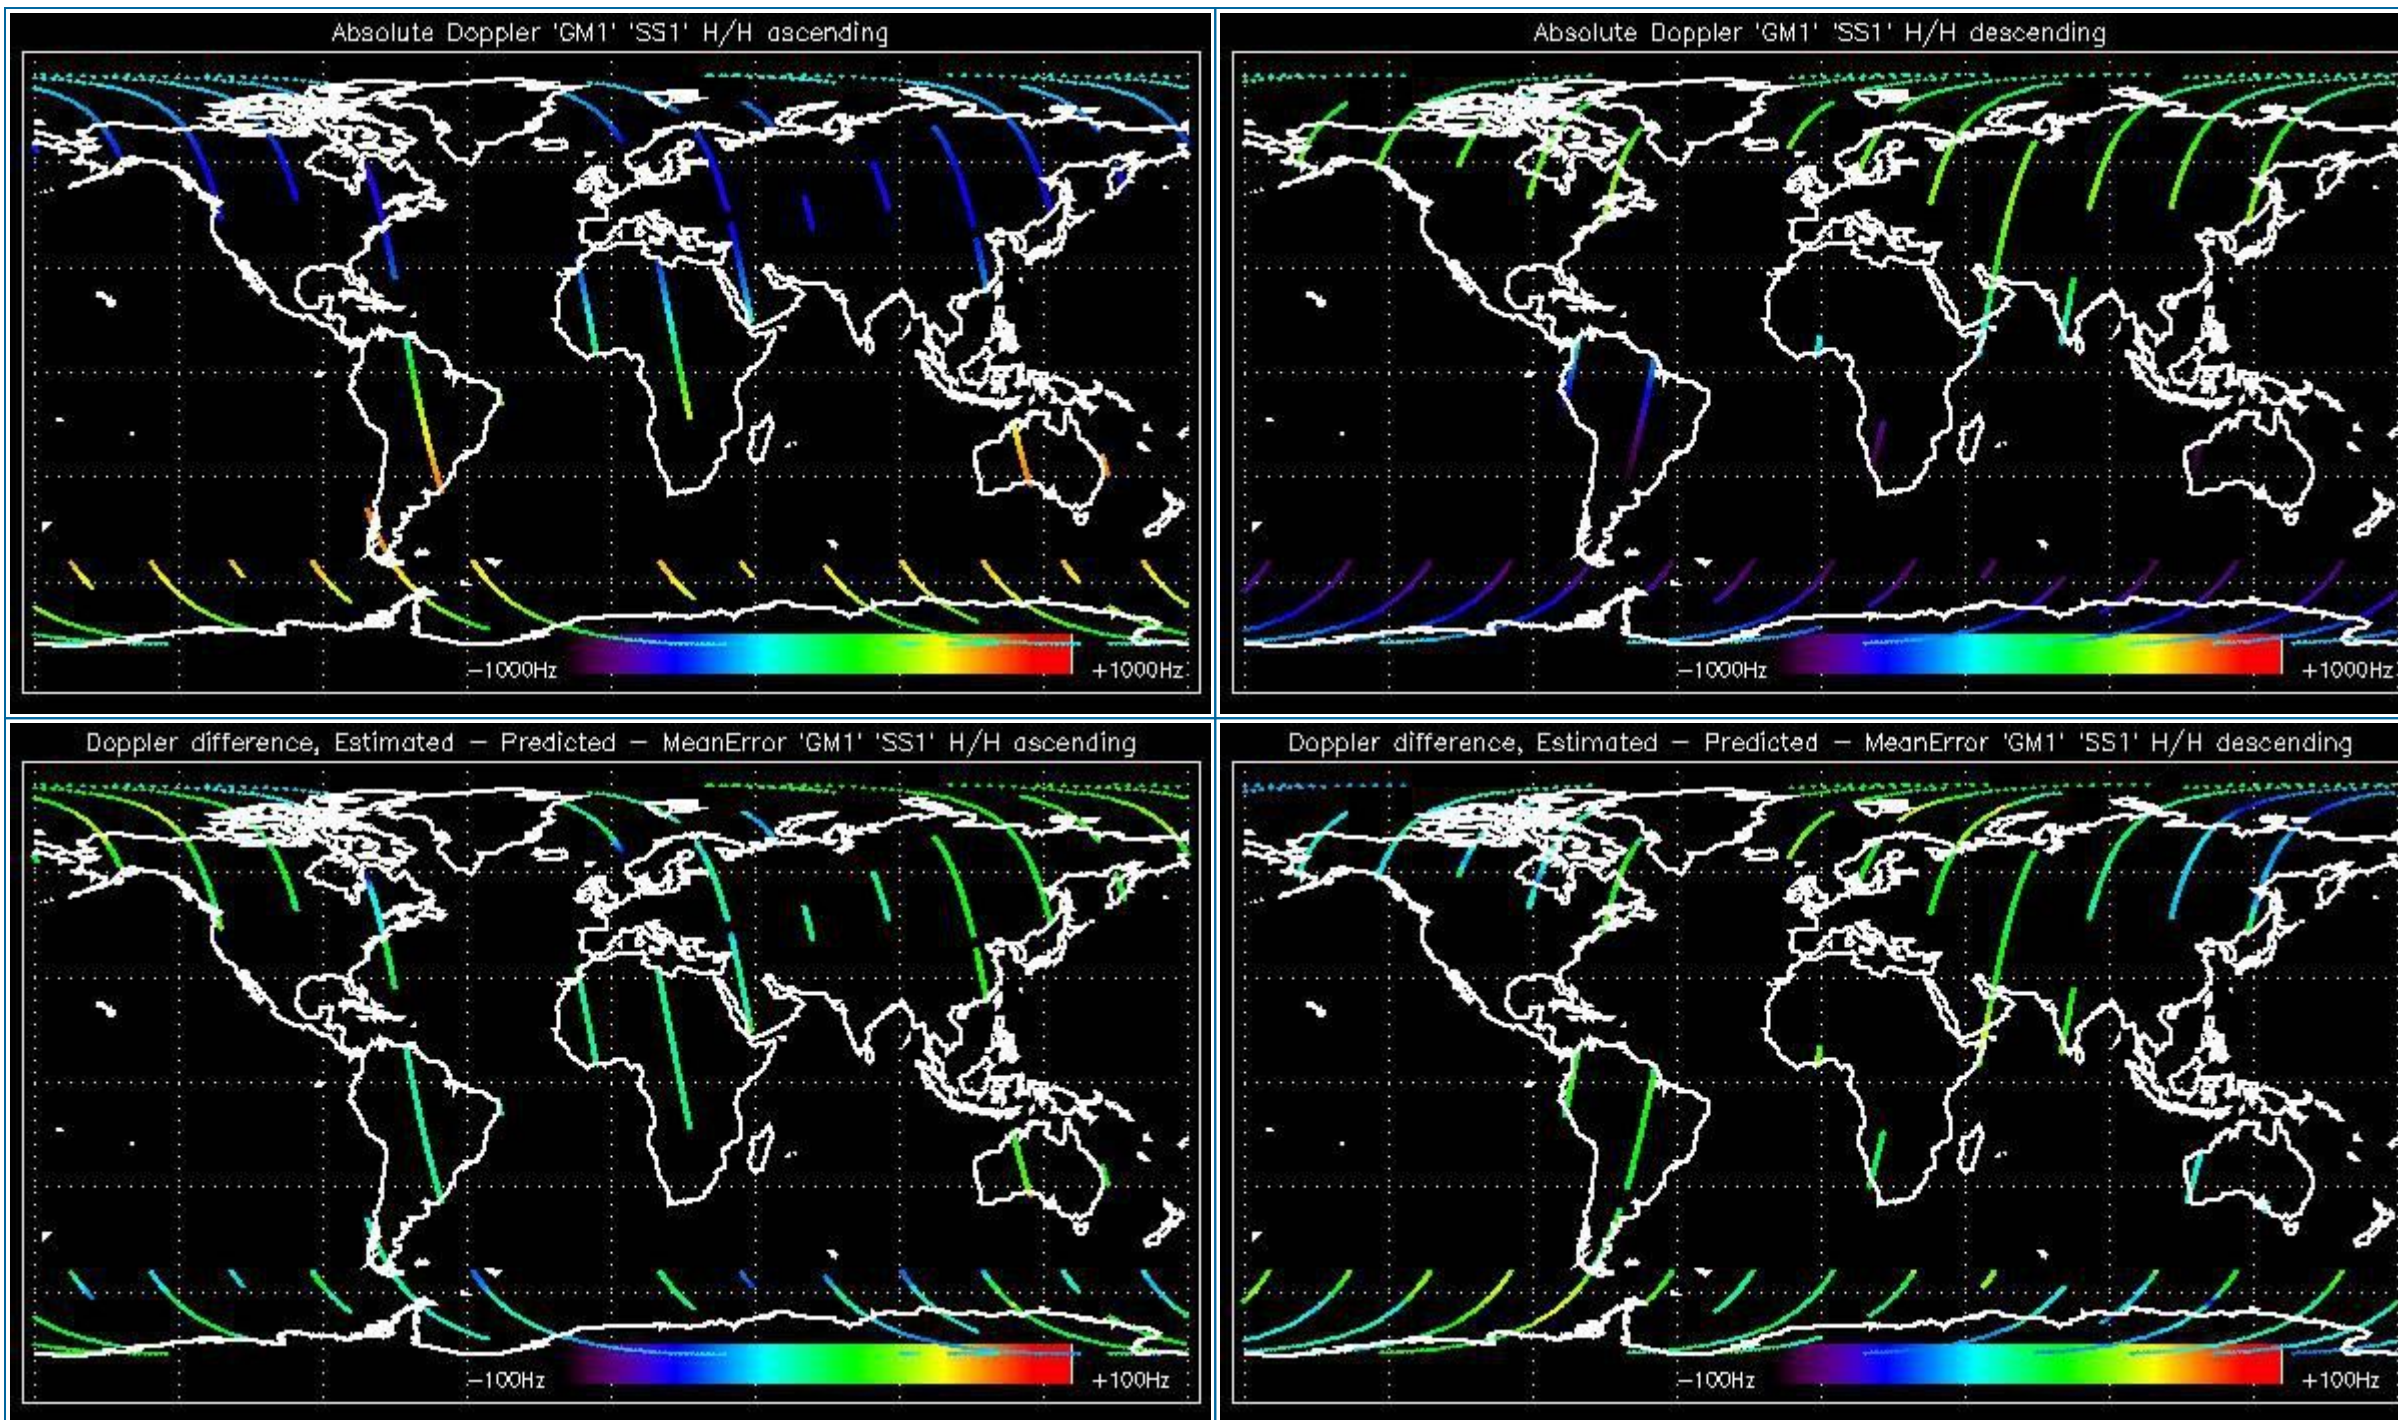 Absolute Doppler 'GM1' 'SS1' H/H ascending
−1000Hz
+1000Hz
Absolute Doppler 'GM1' 'SS1' H/H descending
−1000Hz
+1000Hz
Doppler difference, Estimated − Predicted − MeanError 'GM1' 'SS1' H/H ascending
−100Hz
+100Hz
Doppler difference, Estimated − Predicted − MeanError 'GM1' 'SS1' H/H descending
−100Hz
+100Hz